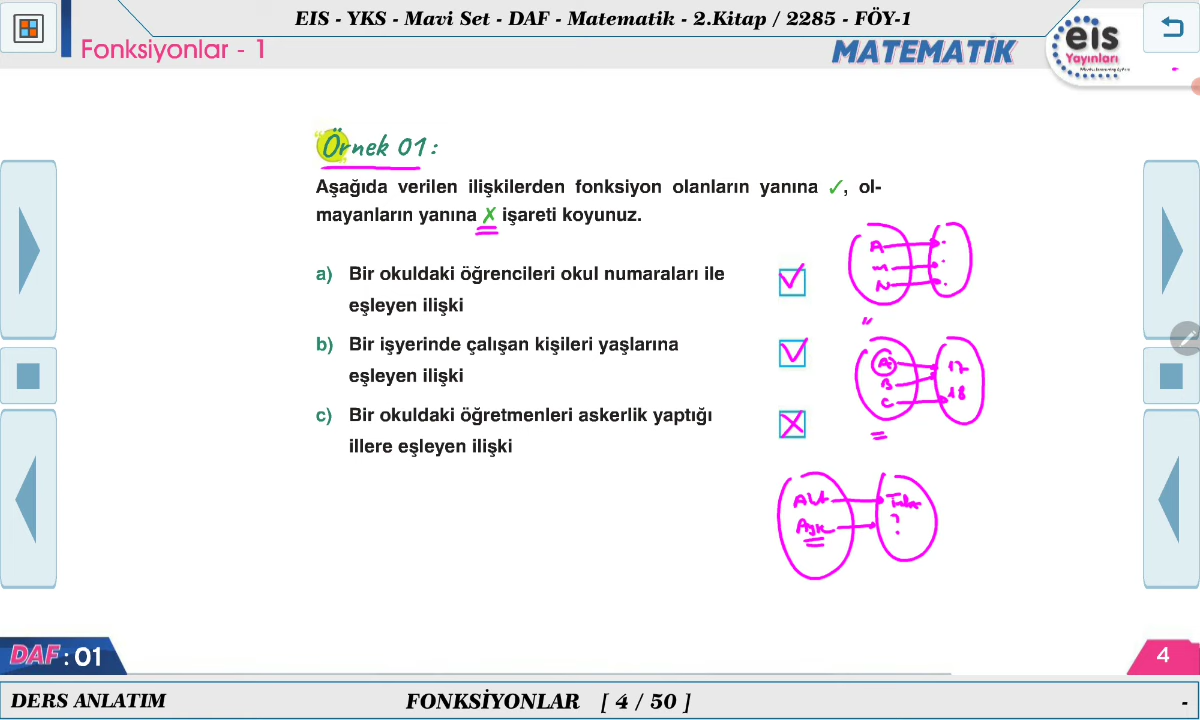 EIS - YKS - Mavi Set - DAF - Matematik - 2.Kitap / 2285 - FÖY-1
Fonksiyonlar - 1
MATEMATİK
eis
Yayınları
Örnek 01:
Aşağıda verilen ilişkilerden fonksiyon olanların yanına ✓, ol-
mayanların yanına ✗ işareti koyunuz.
a) Bir okuldaki öğrencileri okul numaraları ile
eşleyen ilişki
b) Bir işyerinde çalışan kişileri yaşlarına
eşleyen ilişki
c) Bir okuldaki öğretmenleri askerlik yaptığı
illere eşleyen ilişki
A
M
N
B
C
17
18
?
DAF : 01
4
DERS ANLATIM
FONKSİYONLAR [ 4 / 50 ]
-